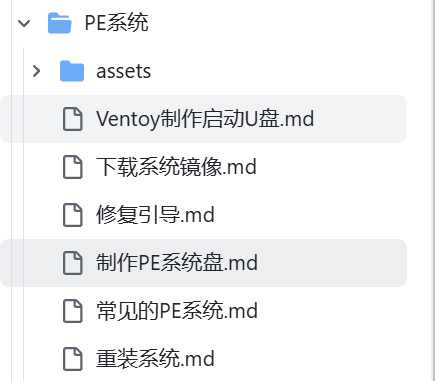 PE系统
assets
Ventoy制作启动U盘.md
下载系统镜像.md
修复引导.md
制作PE系统盘.md
常见的PE系统.md
重装系统.md